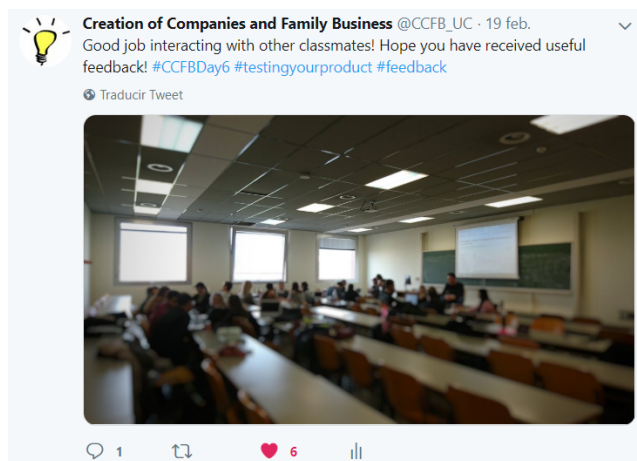 Creation of Companies and Family Business @CCFB_UC · 19 feb.
Good job interacting with other classmates! Hope you have received useful
feedback! #CCFBDay6 #testingyourproduct #feedback
Traducir Tweet
1
6